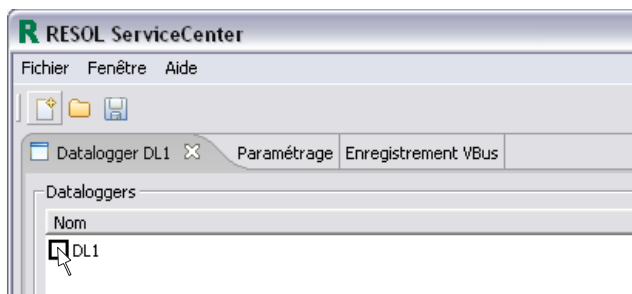 RESOL ServiceCenter
Fichier Fenêtre Aide
Datalogger DL1 Paramétrage Enregistrement VBus
Dataloggers
Nom
DL1